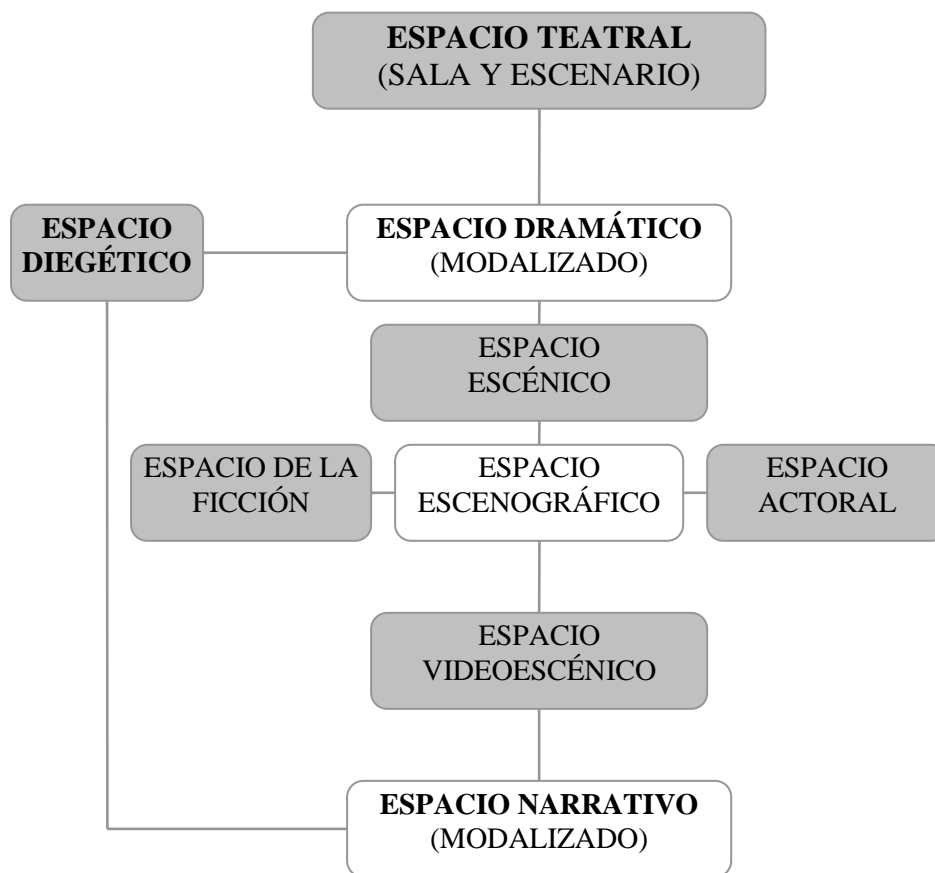 ESPACIO TEATRAL
(SALA Y ESCENARIO)
ESPACIO
DIEGÉTICO
ESPACIO DRAMÁTICO
(MODALIZADO)
ESPACIO
ESCÉNICO
ESPACIO DE LA
FICCIÓN
ESPACIO
ESCENOGRÁFICO
ESPACIO
ACTORAL
ESPACIO
VIDEOESCÉNICO
ESPACIO NARRATIVO
(MODALIZADO)